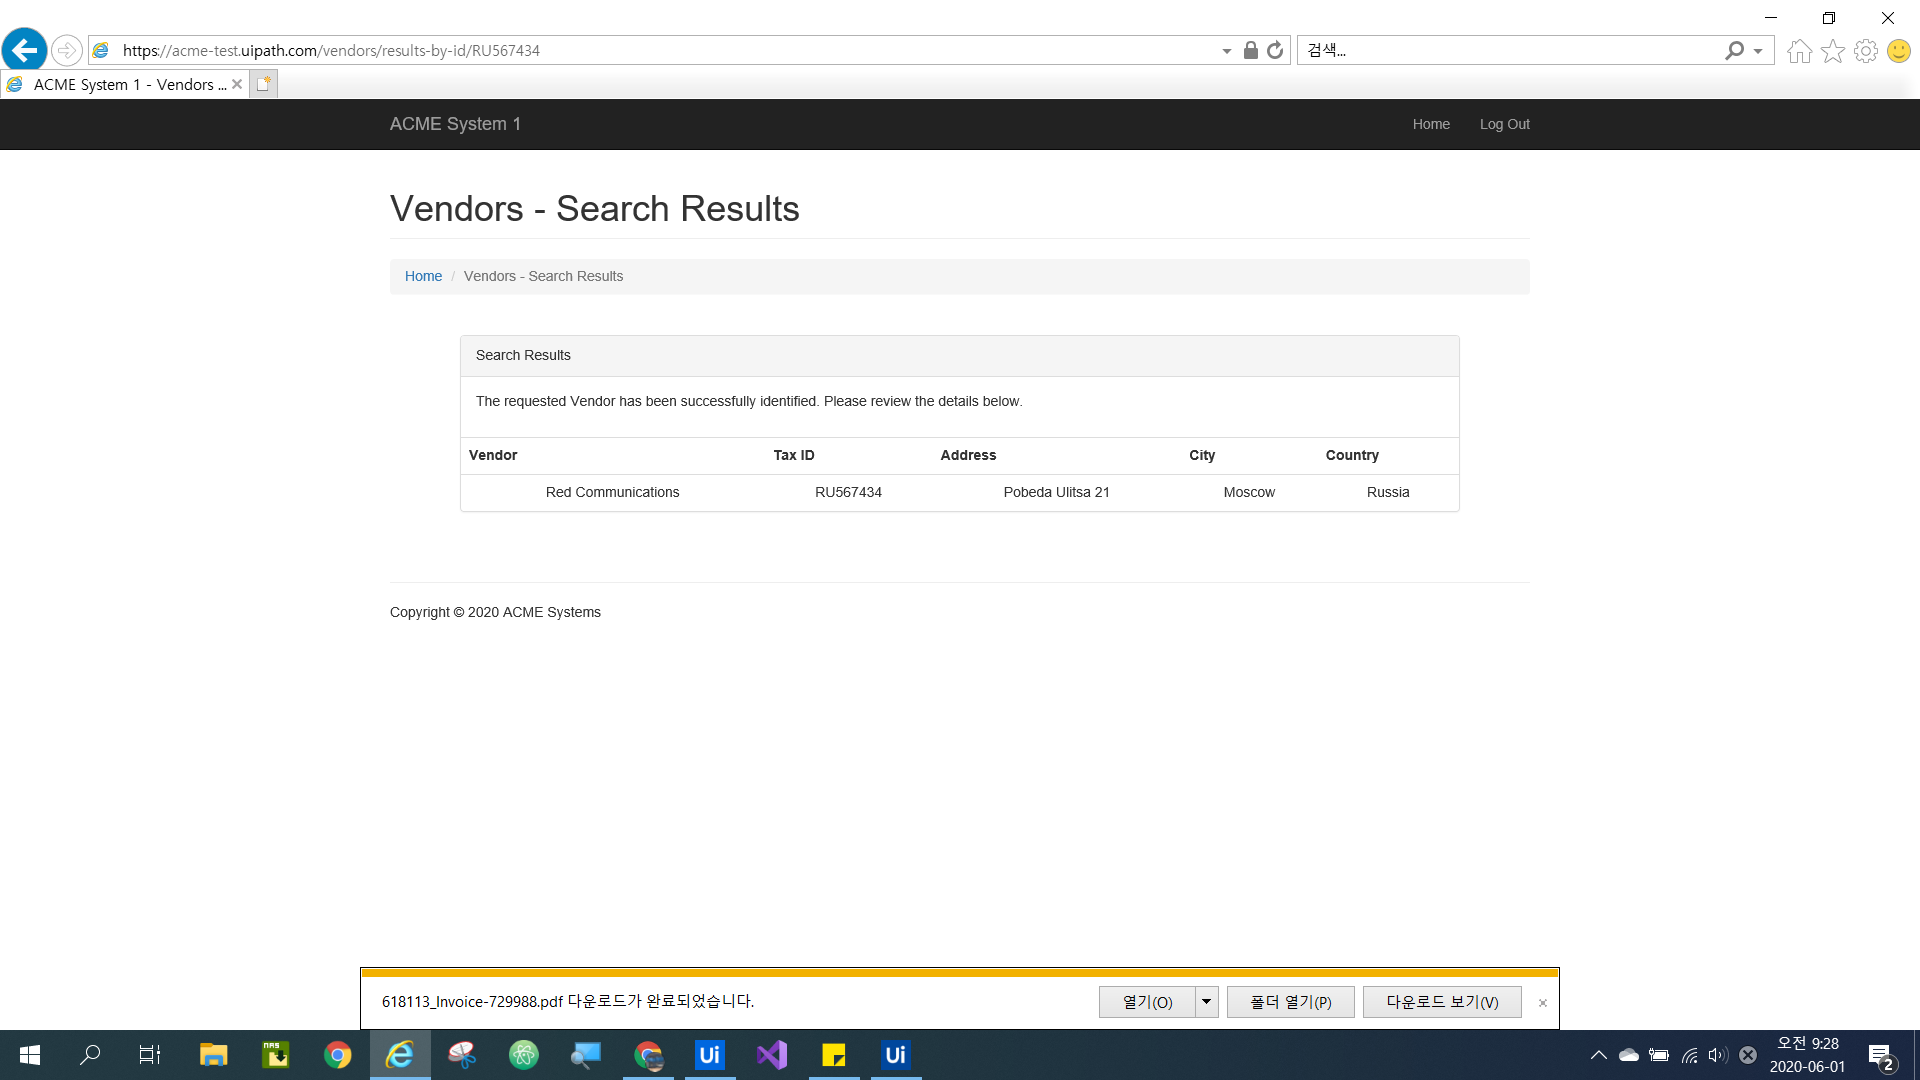 https://acme-test.uipath.com/vendors/results-by-id/RU567434
검색...
ACME System 1 - Vendors ...
ACME System 1
Home
Log Out
Vendors - Search Results
Home / Vendors - Search Results
Search Results
The requested Vendor has been successfully identified. Please review the details below.
Vendor Tax ID Address City Country
Red Communications RU567434 Pobeda Ulitsa 21 Moscow Russia
Copyright © 2020 ACME Systems
618113_Invoice-729988.pdf 다운로드가 완료되었습니다.
열기(O)
폴더 열기(P)
다운로드 보기(V)
NAS
Ui
Ui
오전 9:28
2020-06-01
2